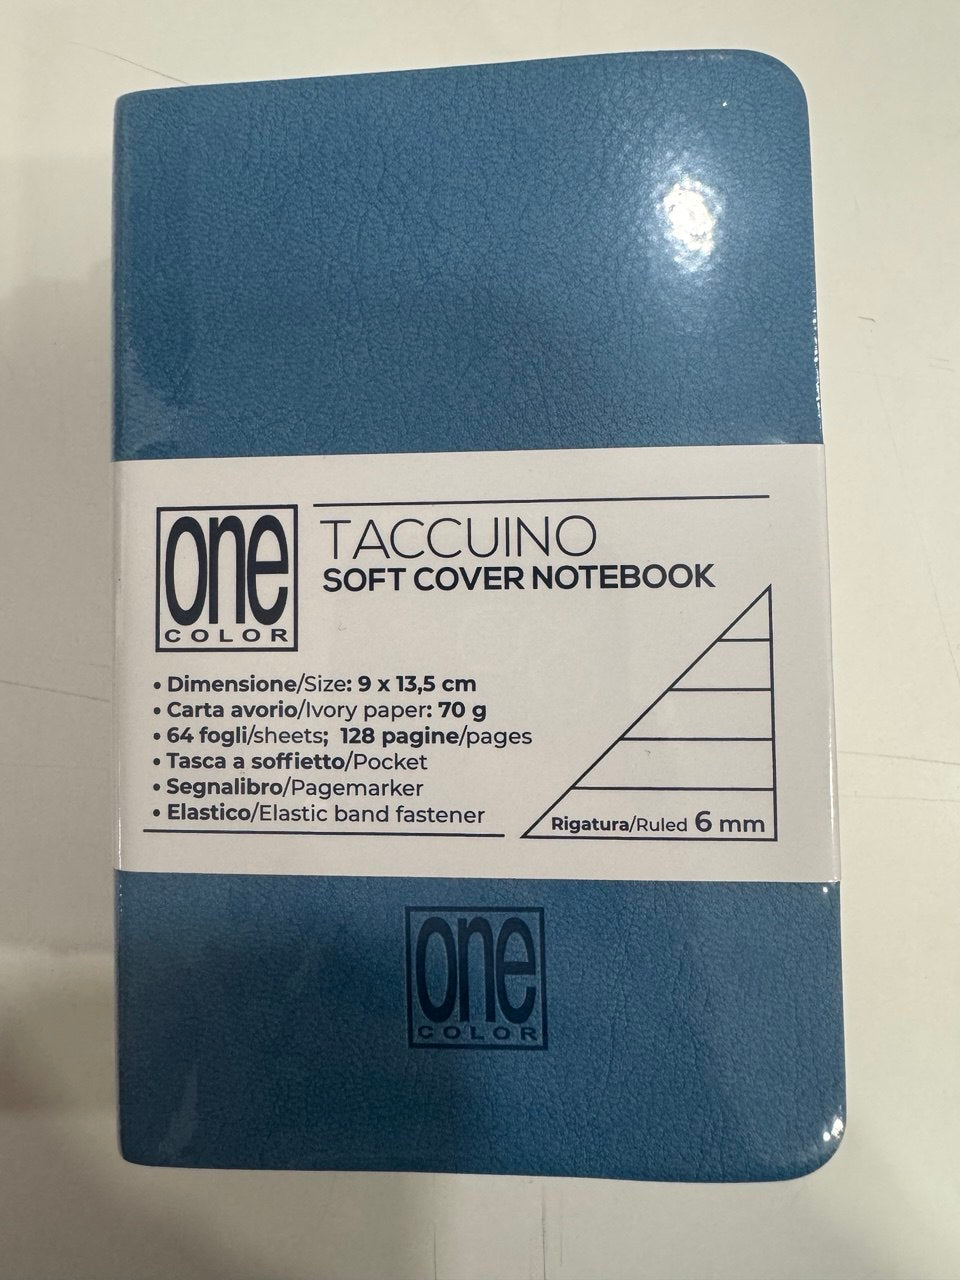 one
COLOR
TACCUINO
SOFT COVER NOTEBOOK
• Dimensione/Size: 9 x 13,5 cm
• Carta avorio/Ivory paper: 70 g
• 64 fogli/sheets; 128 pagine/pages
• Tasca a soffietto/Pocket
• Segnalibro/Pagemarker
• Elastico/Elastic band fastener
Rigatura/Ruled 6 mm
one
COLOR